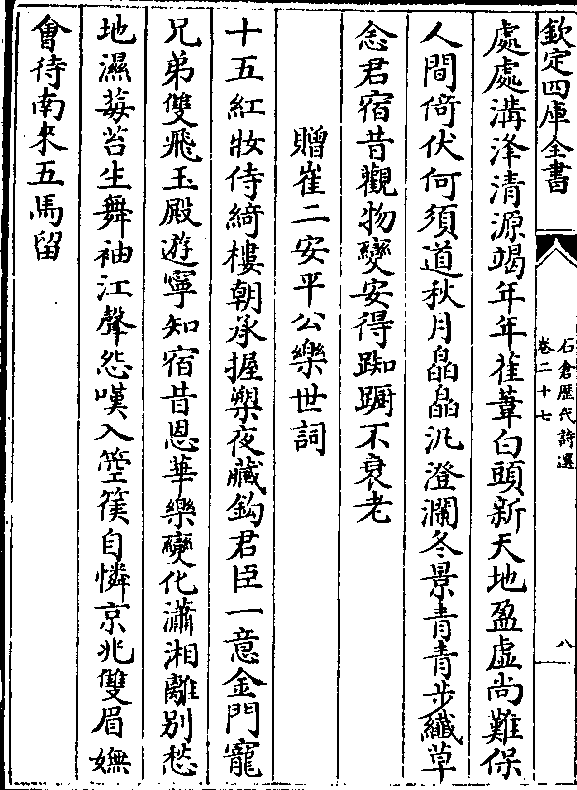 欽定四庫全書
石倉歷代詩選
卷二十七
八
處處溝洚清源竭年年萑葦白頭新天地盈虛尚難保
人間倚伏何須道秋月皛皛汎澄瀾冬景青青步纖草
念君宿昔觀物變安得踟躕不衰老
贈崔二安平公樂世詞
十五紅妝侍綺樓朝承握槊夜藏鈎君臣一意金門寵
兄弟雙飛玉殿遊寧知宿昔恩華樂變化瀟湘離别愁
地濕莓苔生舞袖江聲怨嘆入箜篌自憐京兆雙眉嫵
會待南來五馬留